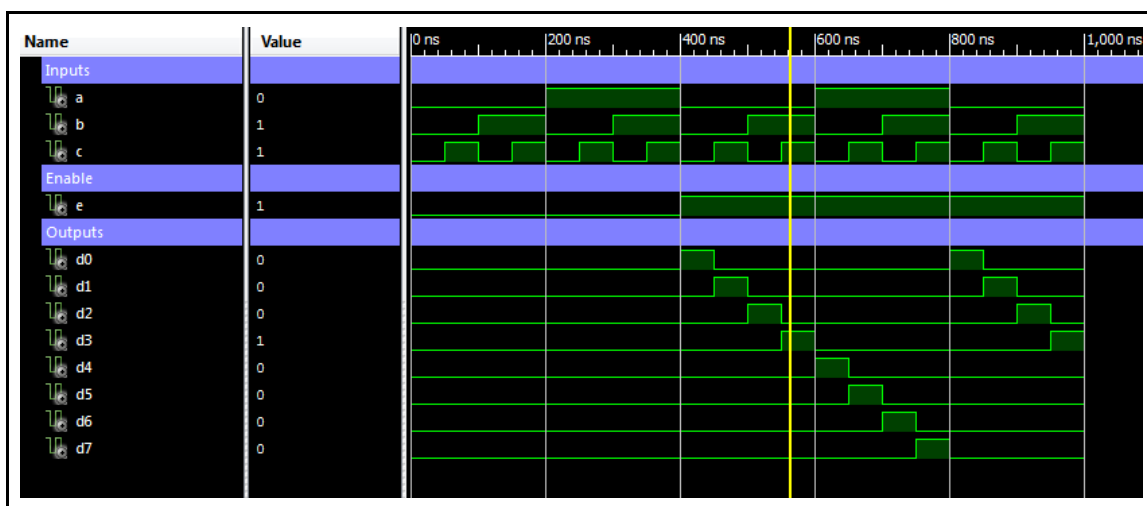 Name Value 0 ns 200 ns 400 ns 600 ns 800 ns 1,000 ns
Inputs
a 0
b 1
c 1
Enable
e 1
Outputs
d0 0
d1 0
d2 0
d3 1
d4 0
d5 0
d6 0
d7 0